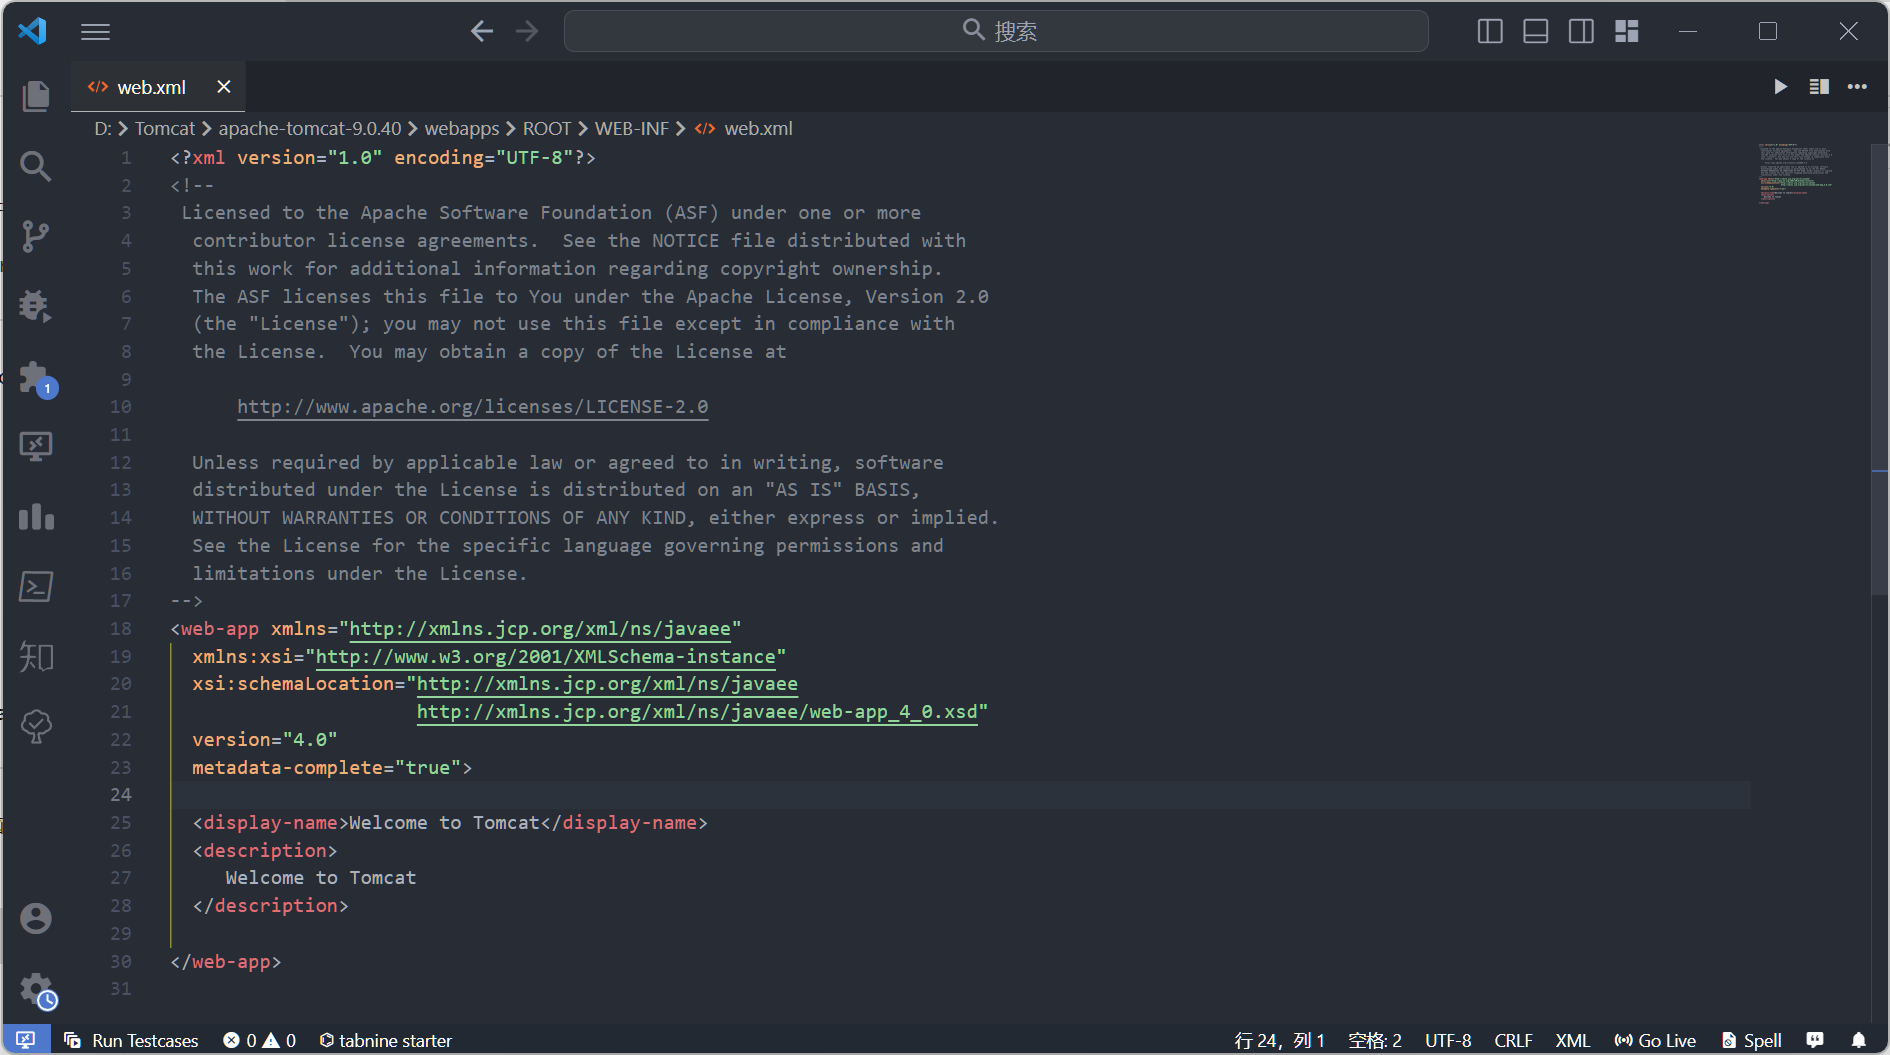 搜索
web.xml
D: > Tomcat > apache-tomcat-9.0.40 > webapps > ROOT > WEB-INF > web.xml
1 <?xml version="1.0" encoding="UTF-8"?>
2 <!--
3 Licensed to the Apache Software Foundation (ASF) under one or more
4 contributor license agreements.  See the NOTICE file distributed with
5 this work for additional information regarding copyright ownership.
6 The ASF licenses this file to You under the Apache License, Version 2.0
7 (the "License"); you may not use this file except in compliance with
8 the License.  You may obtain a copy of the License at
9
10 http://www.apache.org/licenses/LICENSE-2.0
11
12 Unless required by applicable law or agreed to in writing, software
13 distributed under the License is distributed on an "AS IS" BASIS,
14 WITHOUT WARRANTIES OR CONDITIONS OF ANY KIND, either express or implied.
15 See the License for the specific language governing permissions and
16 limitations under the License.
17 -->
18 <web-app xmlns="http://xmlns.jcp.org/xml/ns/javaee"
19 xmlns:xsi="http://www.w3.org/2001/XMLSchema-instance"
20 xsi:schemaLocation="http://xmlns.jcp.org/xml/ns/javaee
21 http://xmlns.jcp.org/xml/ns/javaee/web-app_4_0.xsd"
22 version="4.0"
23 metadata-complete="true">
24
25 <display-name>Welcome to Tomcat</display-name>
26 <description>
27 Welcome to Tomcat
28 </description>
29
30 </web-app>
31
1
知
Run Testcases 0 0 tabnine starter 行 24，列 1 空格: 2 UTF-8 CRLF XML Go Live Spell